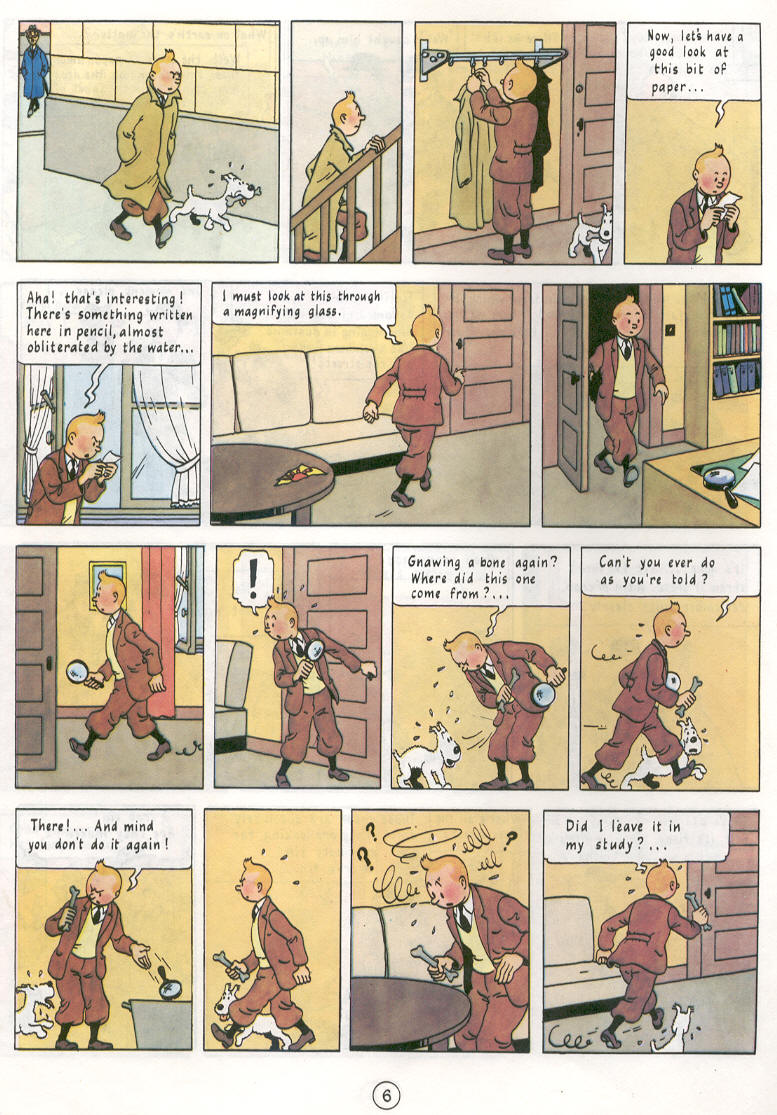 Now, let's have a
good look at
this bit of
paper...
Aha! that's interesting!
There's something written
here in pencil, almost
obliterated by the water...
I must look at this through
a magnifying glass.
!
Gnawing a bone again?
Where did this one
come from?...
Can't you ever do
as you're told?
There!... And mind
you don't do it again!
? ? ?
Did I leave it in
my study?...
6